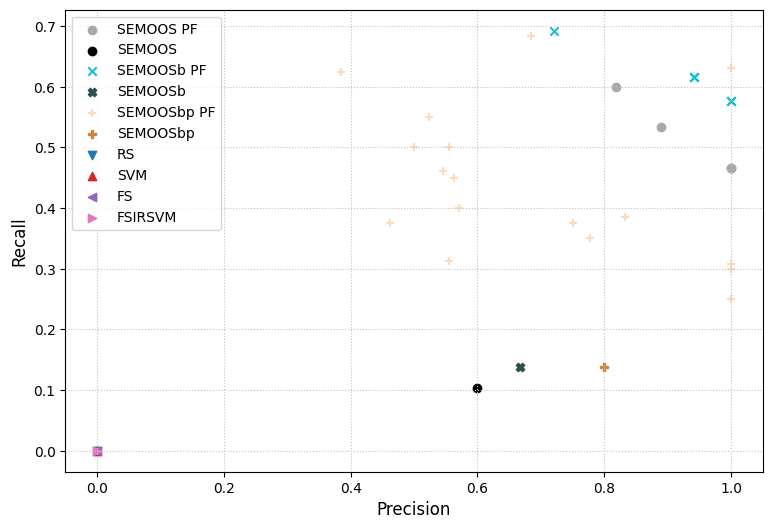 SEMOOS PF
SEMOOS
SEMOOSb PF
SEMOOSb
SEMOOSbp PF
SEMOOSbp
RS
SVM
FS
FSIRSVM
Recall
0.7
0.6
0.5
0.4
0.3
0.2
0.1
0.0
0.0 0.2 0.4 0.6 0.8 1.0
Precision